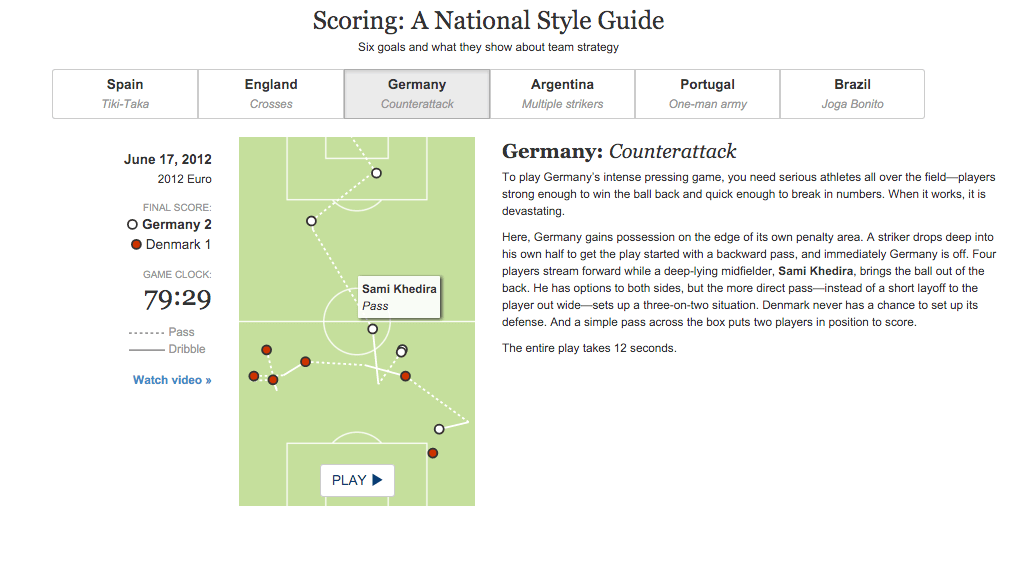 Scoring: A National Style Guide
Six goals and what they show about team strategy
Spain
Tiki-Taka
England
Crosses
Germany
Counterattack
Argentina
Multiple strikers
Portugal
One-man army
Brazil
Joga Bonito
June 17, 2012
2012 Euro
FINAL SCORE:
Germany 2
Denmark 1
GAME CLOCK:
79:29
Pass
Dribble
Watch video »
Sami Khedira
Pass
PLAY
Germany: Counterattack
To play Germany's intense pressing game, you need serious athletes all over the field—players
strong enough to win the ball back and quick enough to break in numbers. When it works, it is
devastating.
Here, Germany gains possession on the edge of its own penalty area. A striker drops deep into
his own half to get the play started with a backward pass, and immediately Germany is off. Four
players stream forward while a deep-lying midfielder, Sami Khedira, brings the ball out of the
back. He has options to both sides, but the more direct pass—instead of a short layoff to the
player out wide—sets up a three-on-two situation. Denmark never has a chance to set up its
defense. And a simple pass across the box puts two players in position to score.
The entire play takes 12 seconds.